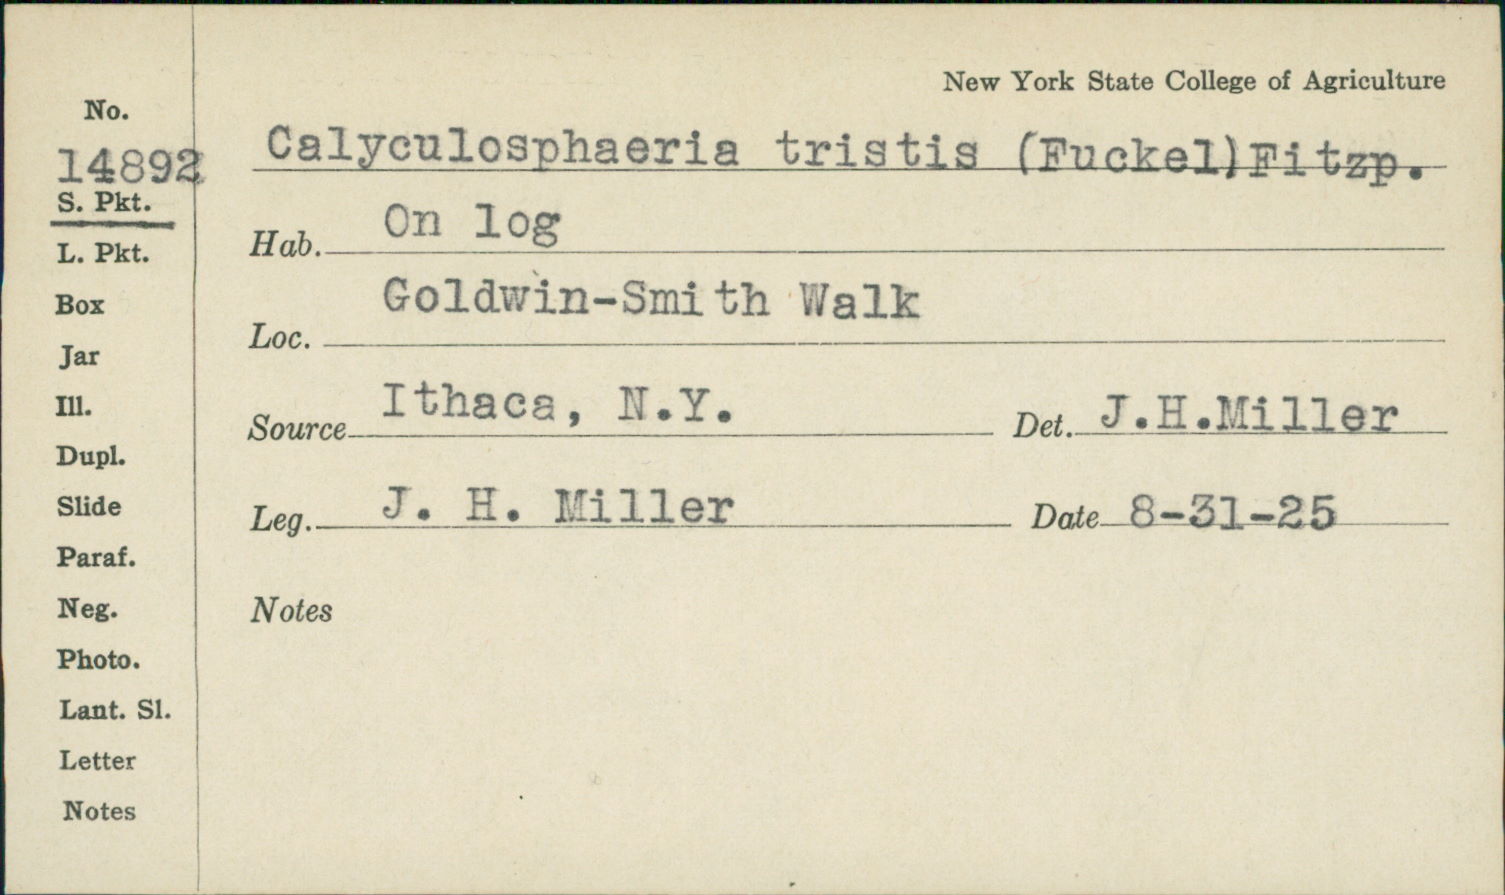 New York State College of Agriculture
No.
14892
Calyculosphaeria tristis (Fuckel)Fitzp.
S. Pkt.
Hab. On log
L. Pkt.
Box
Goldwin-Smith Walk
Loc.
Jar
Ill.
Source Ithaca, N.Y. Det. J.H.Miller
Dupl.
Slide
Leg. J. H. Miller Date 8-31-25
Paraf.
Neg.
Notes
Photo.
Lant. Sl.
Letter
Notes